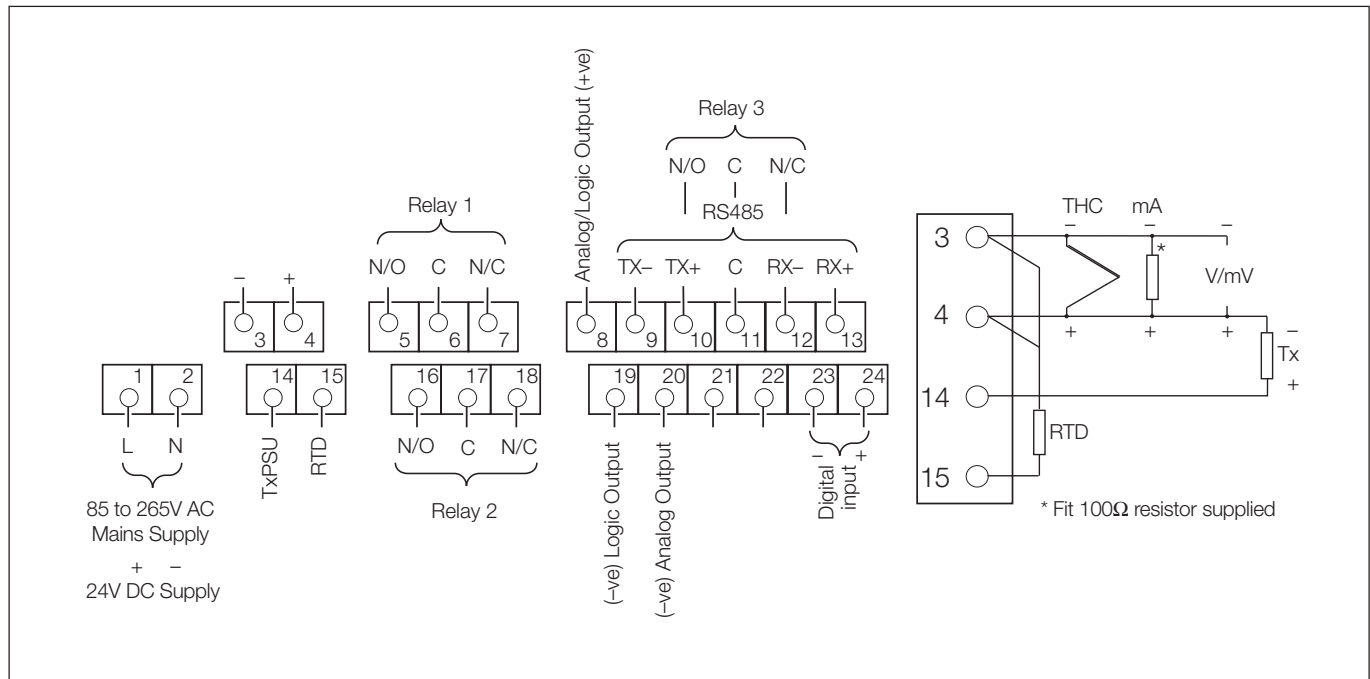 Relay 3
N/O C N/C
RS485
TX– TX+ C RX– RX+
Analog/Logic Output (+ve)
Relay 1
N/O C N/C
– +
3 4
5 6 7
8 9 10 11 12 13
1 2
14 15
16 17 18
19 20 21 22 23 24
L N
85 to 265V AC
Mains Supply
+ –
24V DC Supply
TxPSU
RTD
N/O C N/C
Relay 2
(–ve) Logic Output
(–ve) Analog Output
– +
Digital
input
THC mA
3 – – –
*
V/mV
4
+ + +
–
Tx
+
14
RTD
15
* Fit 100Ω resistor supplied